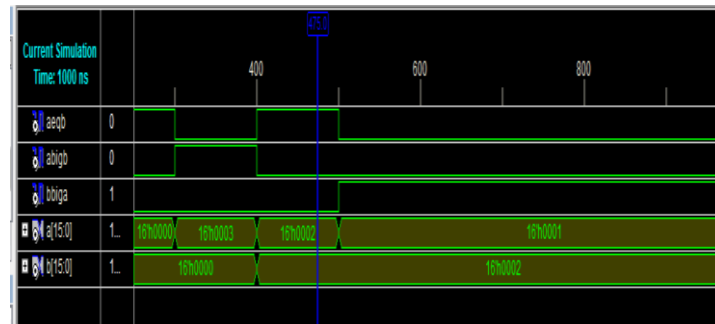 475.0
Current Simulation
Time: 1000 ns
400 600 800
aeqb 0
abigb 0
bbiga 1
a[15:0] 1... 16'h0000 16'h0003 16'h0002 16'h0001
b[15:0] 1... 16'h0000 16'h0002